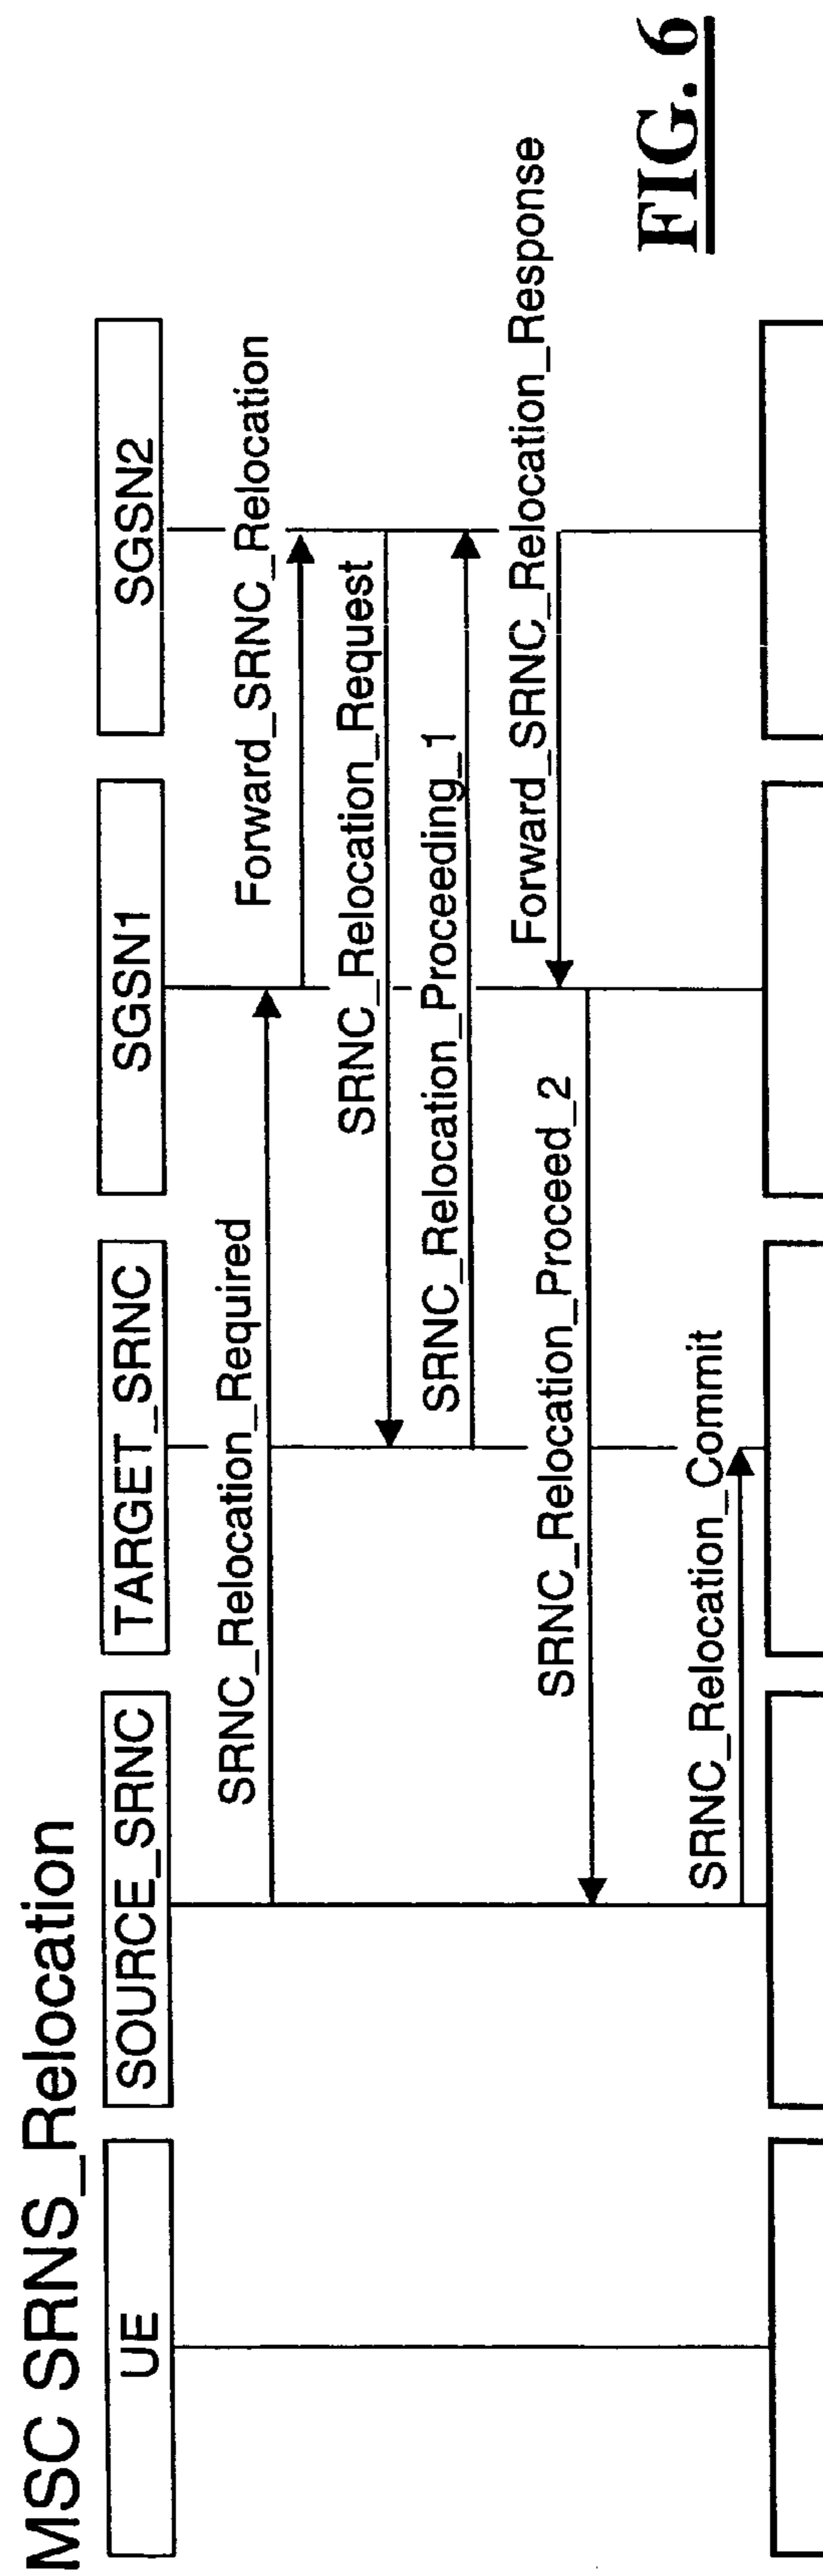 MSC SRNS_Relocation
UE
SOURCE_SRNC
TARGET_SRNC
SGSN1
SGSN2
SRNC_Relocation_Required
Forward_SRNC_Relocation
SRNC_Relocation_Request
SRNC_Relocation_Proceeding_1
Forward_SRNC_Relocation_Response
SRNC_Relocation_Proceed_2
SRNC_Relocation_Commit
FIG. 6